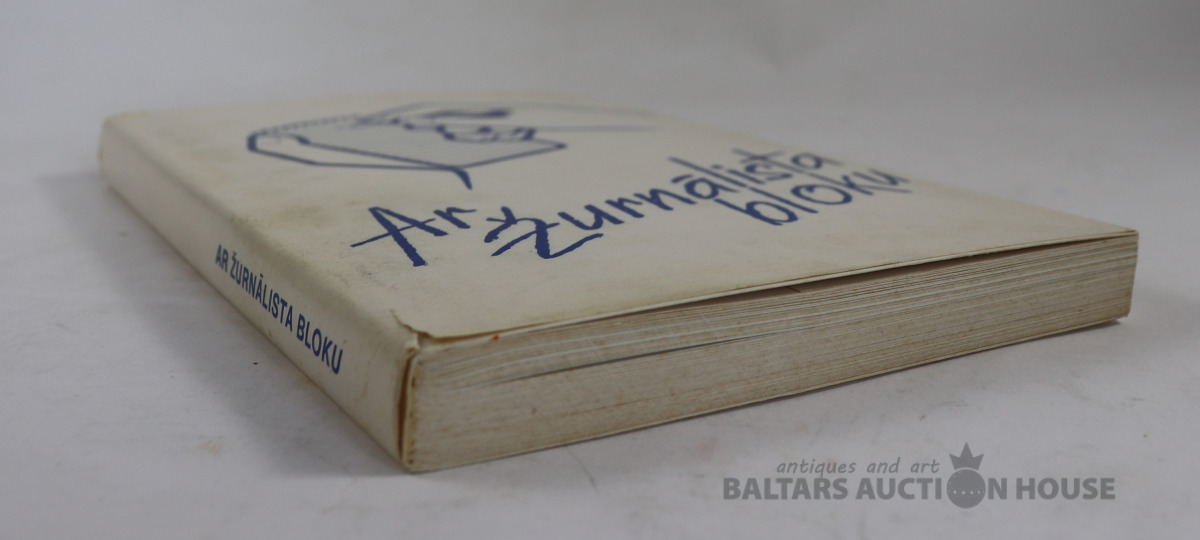 Ar žurnālista
bloku
AR ŽURNĀLISTA BLOKU
antiques and art
BALTARS AUCTION HOUSE